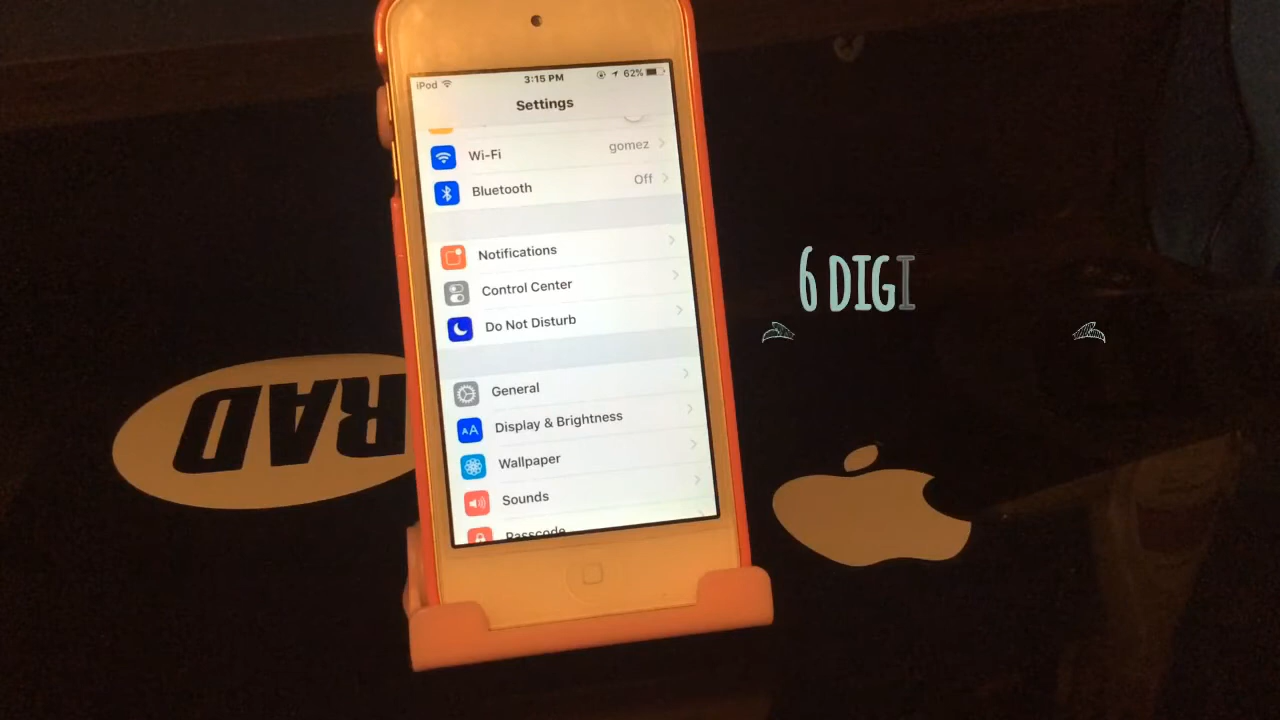 iPod 3:15 PM 62%
Settings
Wi-Fi gomez
Bluetooth Off
Notifications
Control Center
Do Not Disturb
General
Display & Brightness
Wallpaper
Sounds
Passcode
6 DIGI
RAD